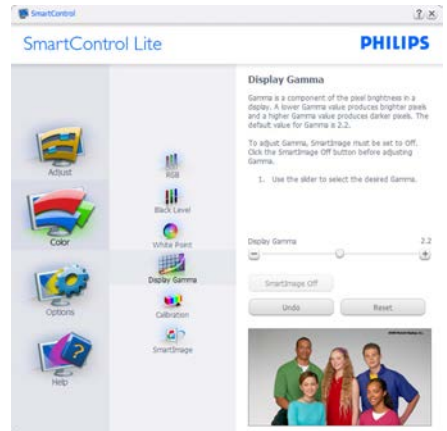 SmartControl
SmartControl Lite
PHILIPS
Adjust
Color
Options
Help
RGB
Black Level
White Point
Display Gamma
Calibration
SmartImage
Display Gamma
Gamma is a component of the pixel brightness in a
display. A lower Gamma value produces brighter pixels
and a higher Gamma value produces darker pixels. The
default value for Gamma is 2.2.
To adjust Gamma, SmartImage must be set to Off.
Click the SmartImage Off button before adjusting
Gamma.
1. Use the slider to select the desired Gamma.
Display Gamma 2.2
SmartImage Off
Undo
Reset